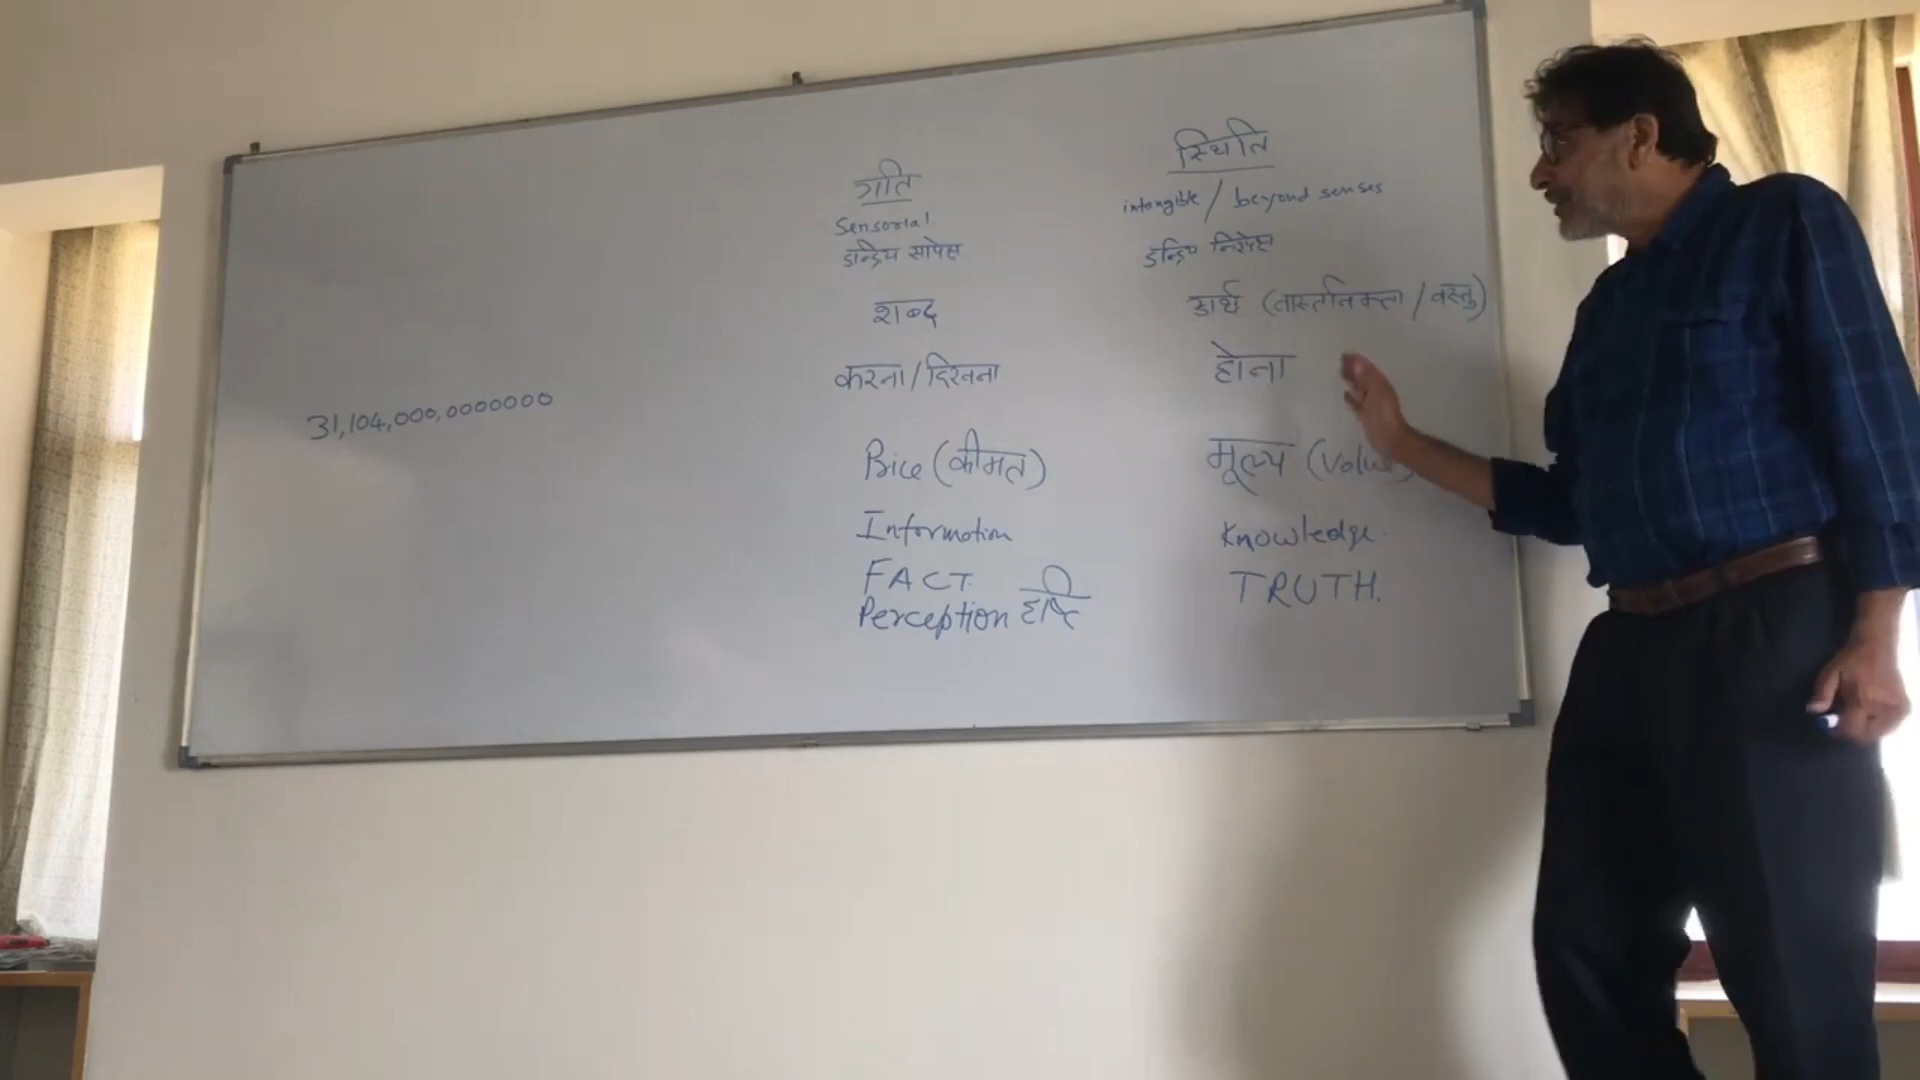 गति
Sensorial
इन्द्रिय सापेक्ष
शब्द
करना/दिखना
Price (कीमत)
Information
FACT
Perception दृष्टि
स्थिति
intangible / beyond senses
इन्द्रिय निरपेक्ष
अर्थ (वास्तविकता / वस्तु)
होना
मूल्य
Knowledge.
TRUTH.
31,104,000,0000000